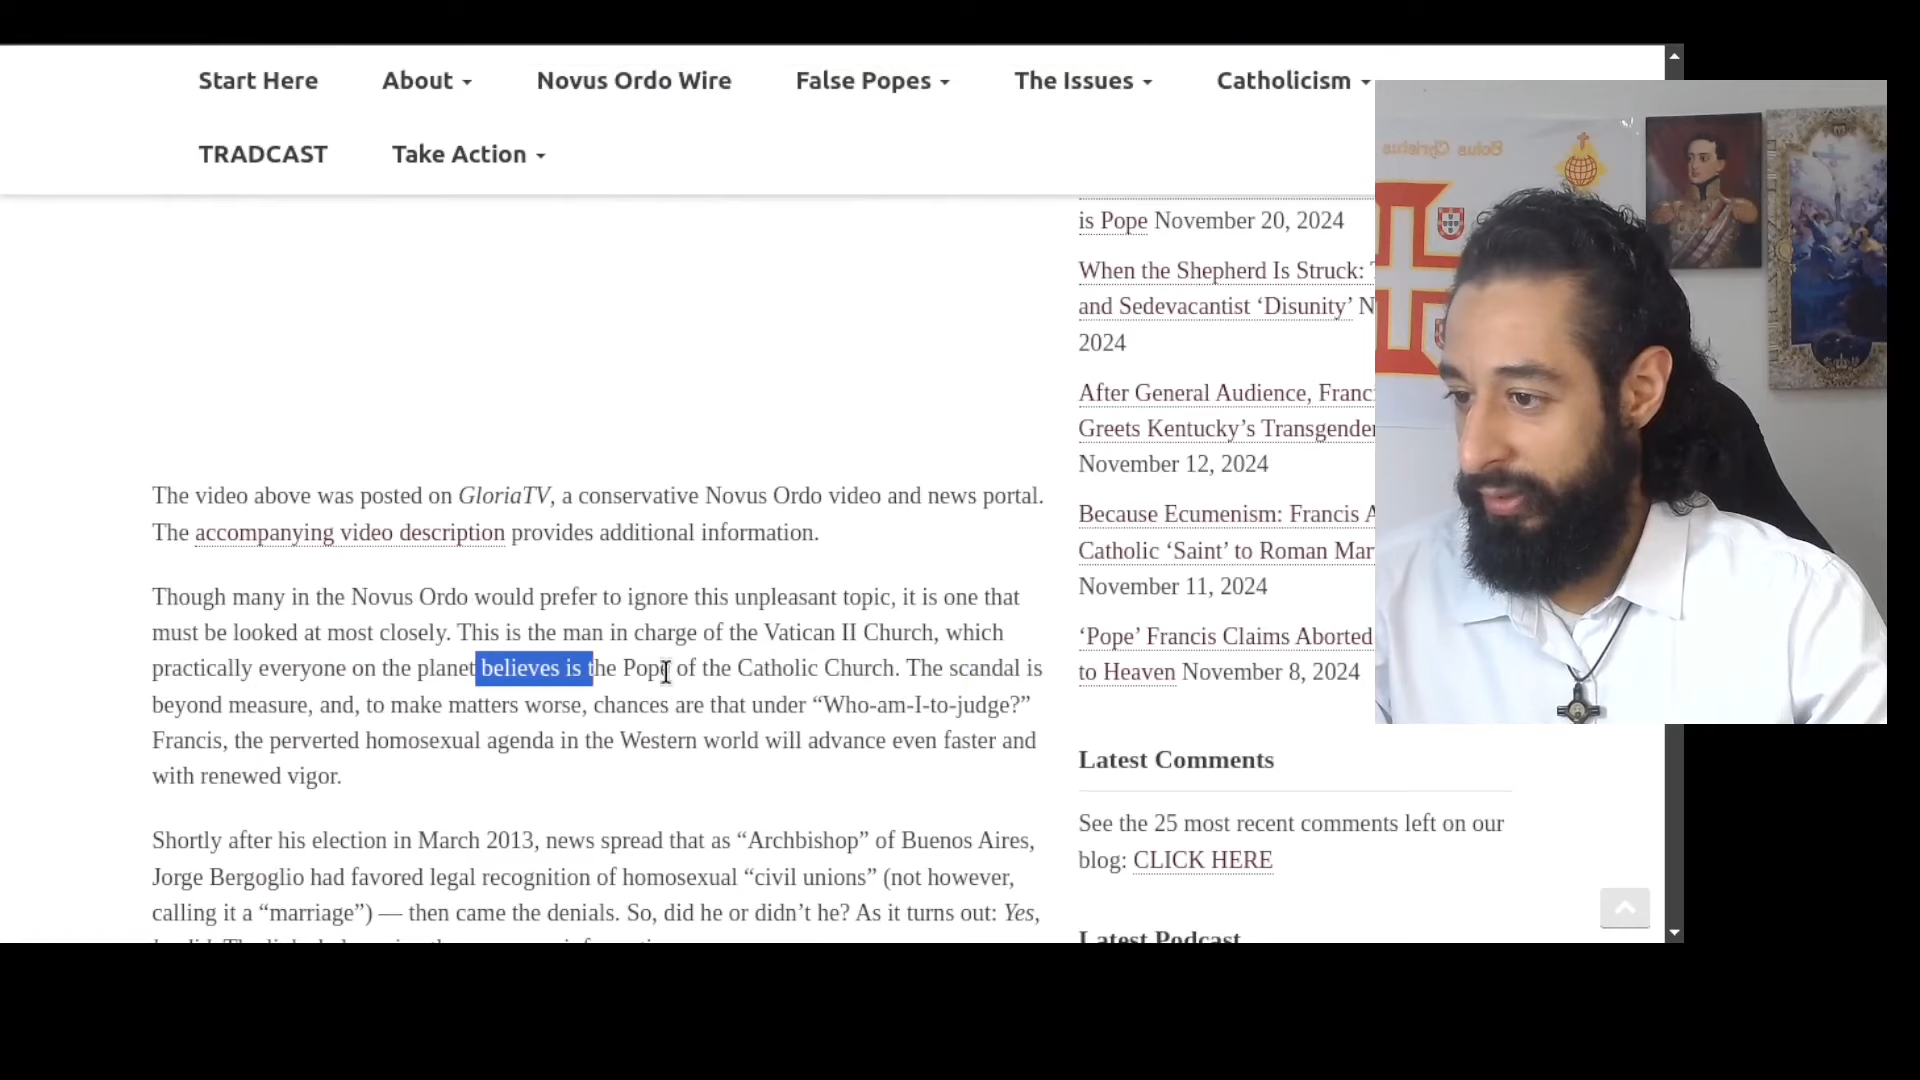 Start Here About Novus Ordo Wire False Popes The Issues Catholicism
TRADCAST Take Action
The video above was posted on GloriaTV, a conservative Novus Ordo video and news portal.
The accompanying video description provides additional information.
Though many in the Novus Ordo would prefer to ignore this unpleasant topic, it is one that
must be looked at most closely. This is the man in charge of the Vatican II Church, which
practically everyone on the planet believes is the Pope of the Catholic Church. The scandal is
beyond measure, and, to make matters worse, chances are that under “Who-am-I-to-judge?”
Francis, the perverted homosexual agenda in the Western world will advance even faster and
with renewed vigor.
Shortly after his election in March 2013, news spread that as “Archbishop” of Buenos Aires,
Jorge Bergoglio had favored legal recognition of homosexual “civil unions” (not however,
calling it a “marriage”) — then came the denials. So, did he or didn’t he? As it turns out: Yes,
is Pope November 20, 2024
When the Shepherd Is Struck:
and Sedevacantist ‘Disunity’ N
2024
After General Audience, Franc
Greets Kentucky’s Transgende
November 12, 2024
Because Ecumenism: Francis A
Catholic ‘Saint’ to Roman Mar
November 11, 2024
‘Pope’ Francis Claims Aborted
to Heaven November 8, 2024
Latest Comments
See the 25 most recent comments left on our
blog: CLICK HERE
Latest Podcast